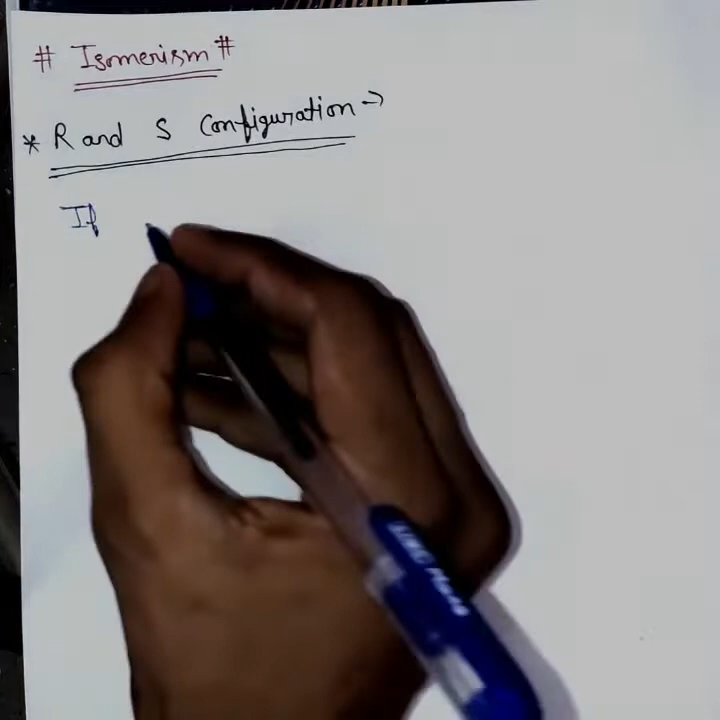 # Isomerism #
* R and S Configuration →
If